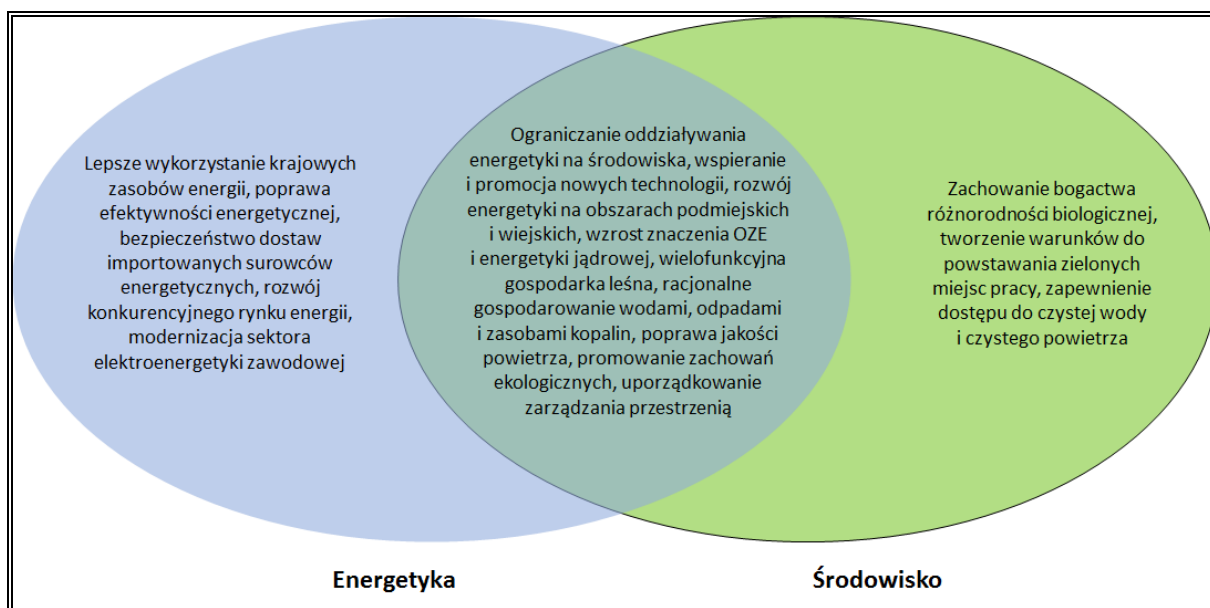 Lepsze wykorzystanie krajowych
zasobów energii, poprawa
efektywności energetycznej,
bezpieczeństwo dostaw
importowanych surowców
energetycznych, rozwój
konkurencyjnego rynku energii,
modernizacja sektora
elektroenergetyki zawodowej
Ograniczanie oddziaływania
energetyki na środowiska, wspieranie
i promocja nowych technologii, rozwój
energetyki na obszarach podmiejskich
i wiejskich, wzrost znaczenia OZE
i energetyki jądrowej, wielofunkcyjna
gospodarka leśna, racjonalne
gospodarowanie wodami, odpadami
i zasobami kopalin, poprawa jakości
powietrza, promowanie zachowań
ekologicznych, uporządkowanie
zarządzania przestrzenią
Zachowanie bogactwa
różnorodności biologicznej,
tworzenie warunków do
powstawania zielonych
miejsc pracy, zapewnienie
dostępu do czystej wody
i czystego powietrza
Energetyka
Środowisko